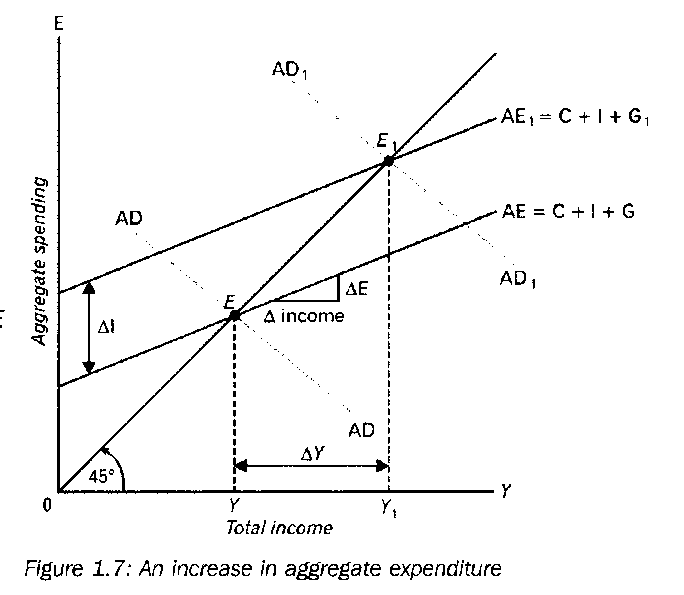 E
AD₁
AE₁ = C + I + G₁
E₁
Aggregate spending
AD
AE = C + I + G
AD₁
E
ΔE
ΔI
Δ income
AD
ΔY
45°
0
Y
Y₁
Y
Total income
Figure 1.7: An increase in aggregate expenditure